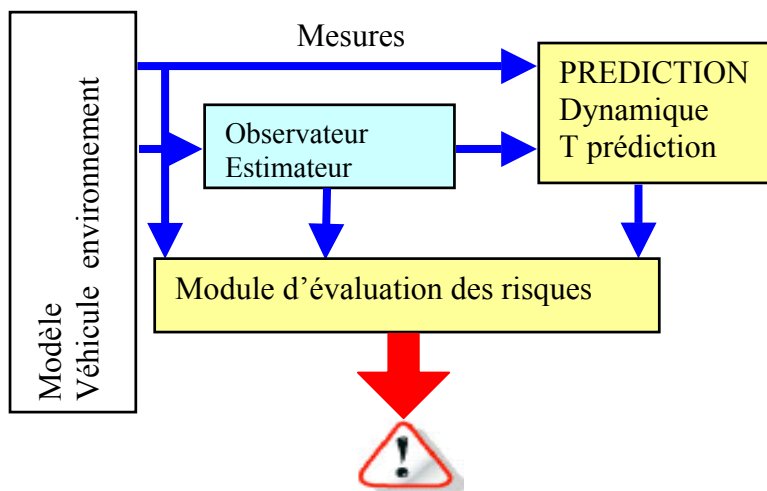 Mesures
PREDICTION
Dynamique
T prédiction
Observateur
Estimateur
Modèle
Véhicule environnement
Module d’évaluation des risques
!